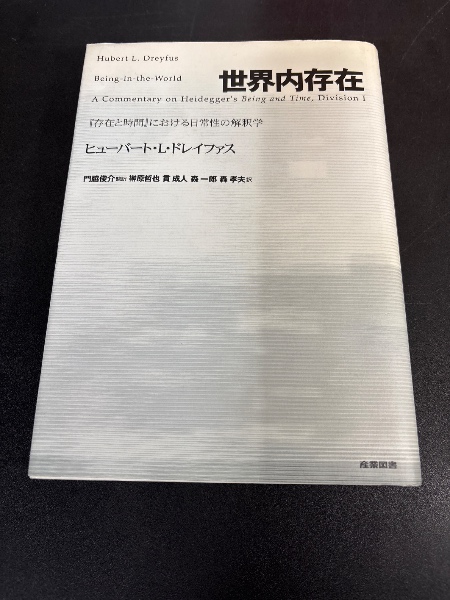 Hubert L. Dreyfus
Being-in-the-World
世界内存在
A Commentary on Heidegger's Being and Time, Division I
『存在と時間』における日常性の解釈学
ヒューバート・L・ドレイファス
門脇俊介 監訳 榊原哲也 貫 成人 森 一郎 轟 孝夫 訳
産業図書